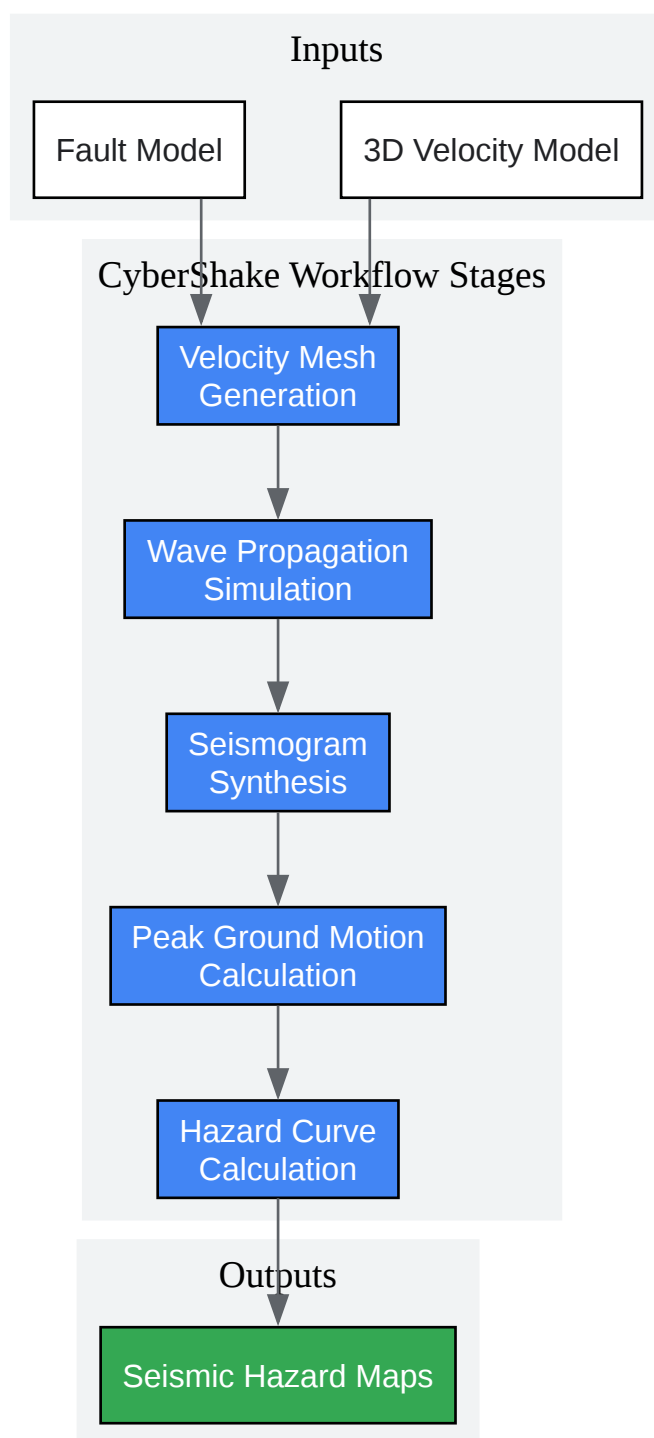 Inputs
Fault Model
3D Velocity Model
CyberShake Workflow Stages
Velocity Mesh
Generation
Wave Propagation
Simulation
Seismogram
Synthesis
Peak Ground Motion
Calculation
Hazard Curve
Calculation
Outputs
Seismic Hazard Maps